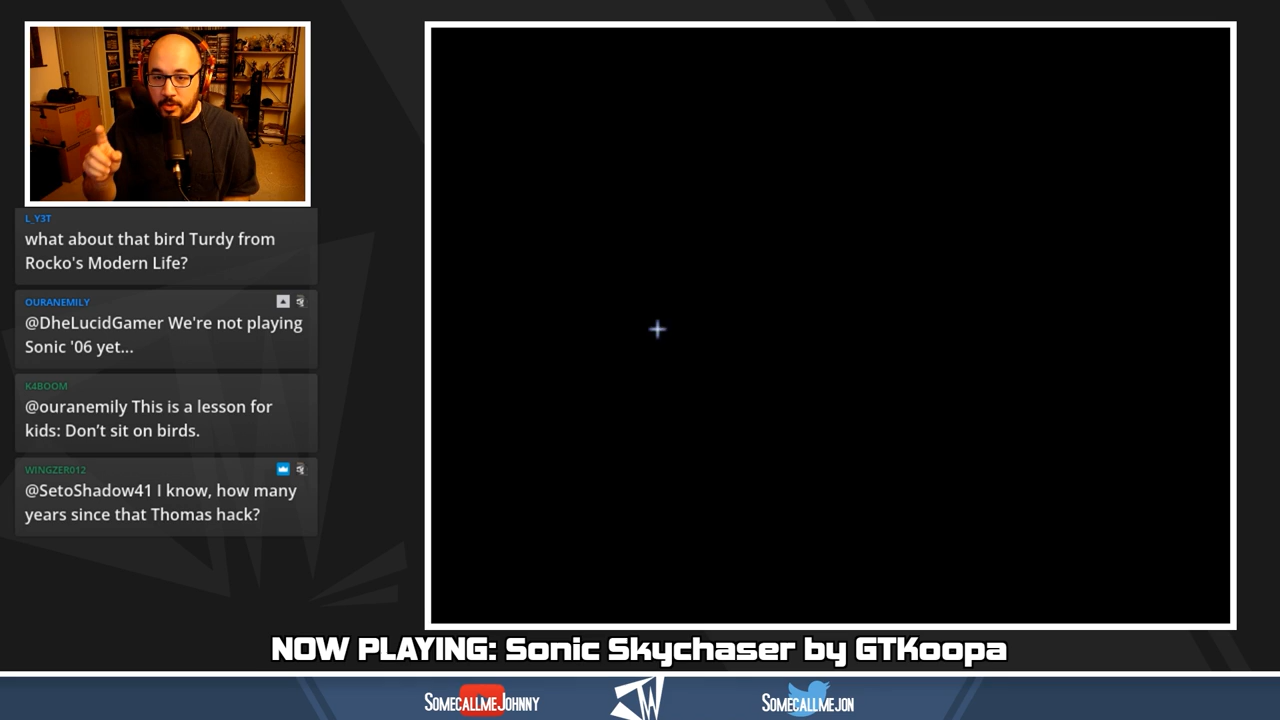 L_Y3T
what about that bird Turdy from
Rocko's Modern Life?
OURANEMILY
@DheLucidGamer We're not playing
Sonic '06 yet...
K4BOOM
@ouranemily This is a lesson for
kids: Don’t sit on birds.
WINGZER012
@SetoShadow41 I know, how many
years since that Thomas hack?
NOW PLAYING: Sonic Skychaser by GTKoopa
SOMECALLMEJOHNNY
SOMECALLMEJON